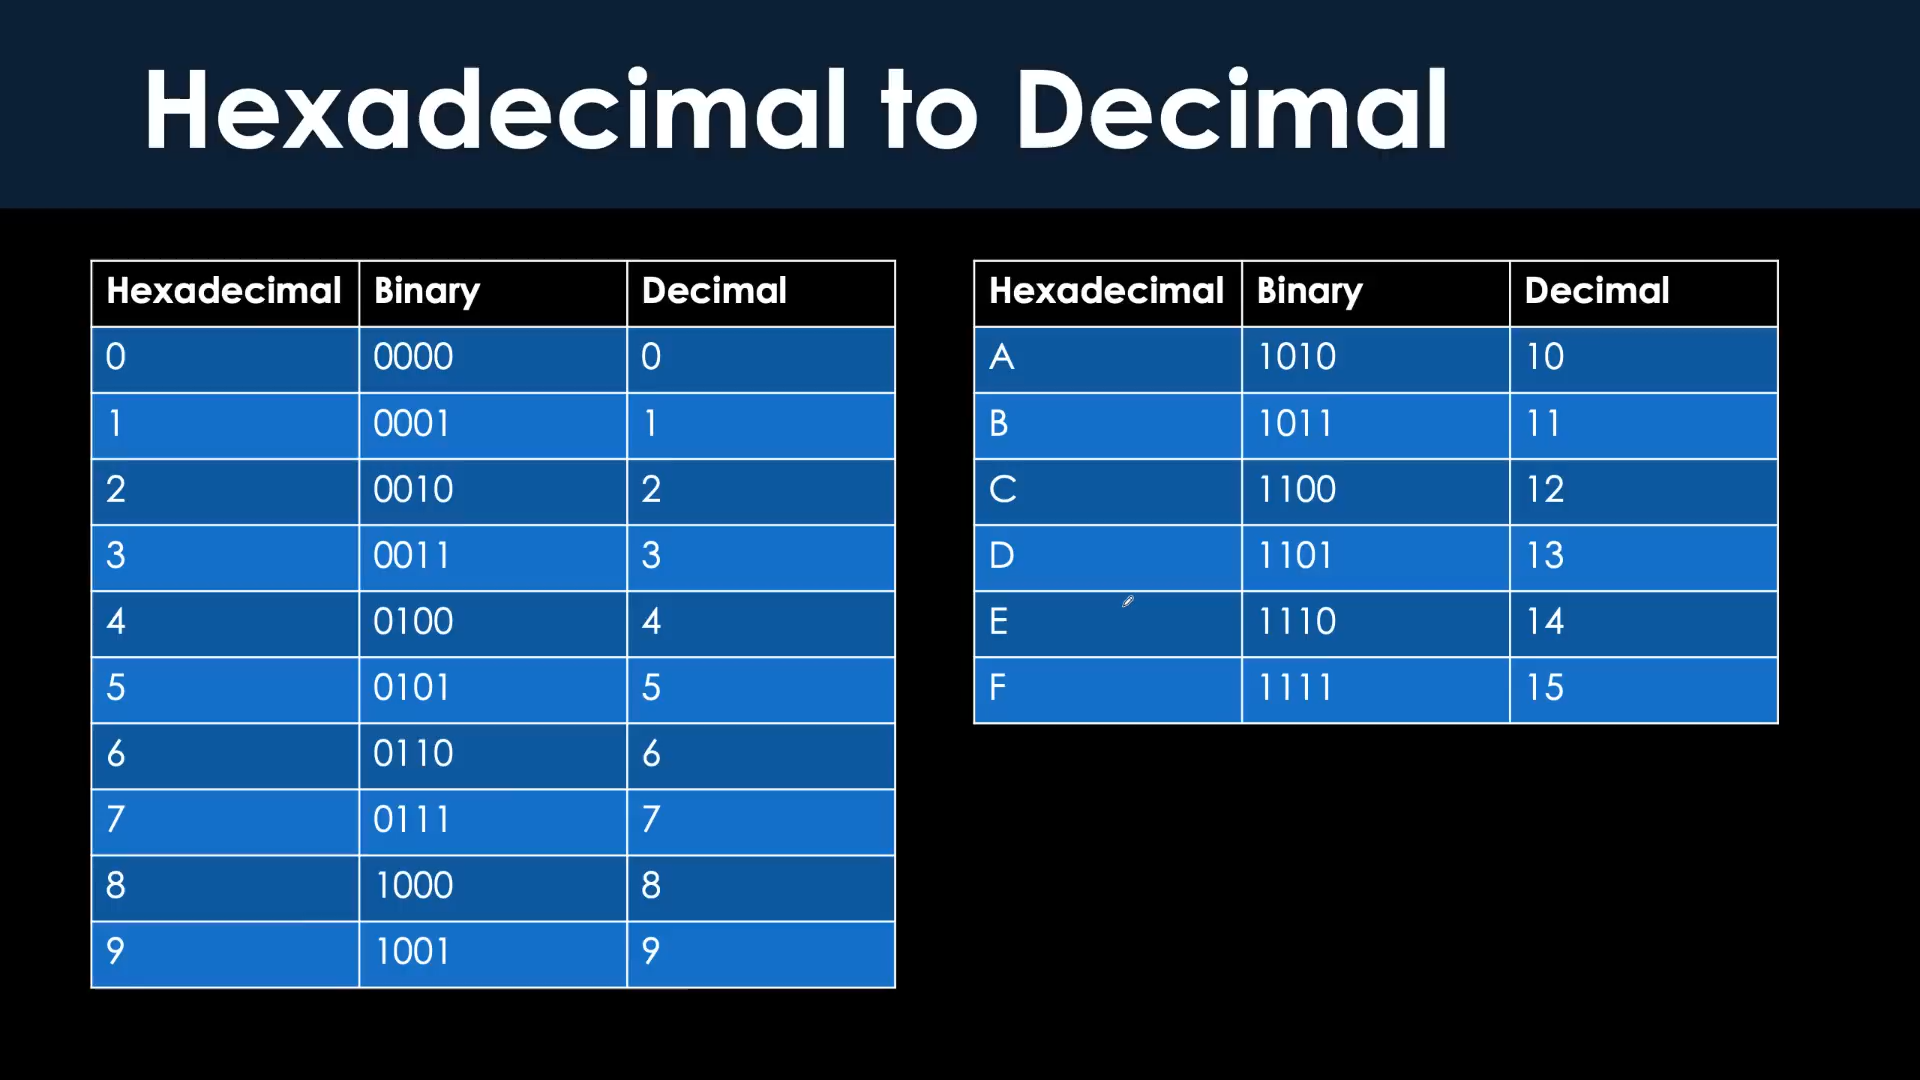 Hexadecimal to Decimal
Hexadecimal Binary Decimal
0 0000 0
1 0001 1
2 0010 2
3 0011 3
4 0100 4
5 0101 5
6 0110 6
7 0111 7
8 1000 8
9 1001 9
Hexadecimal Binary Decimal
A 1010 10
B 1011 11
C 1100 12
D 1101 13
E 1110 14
F 1111 15